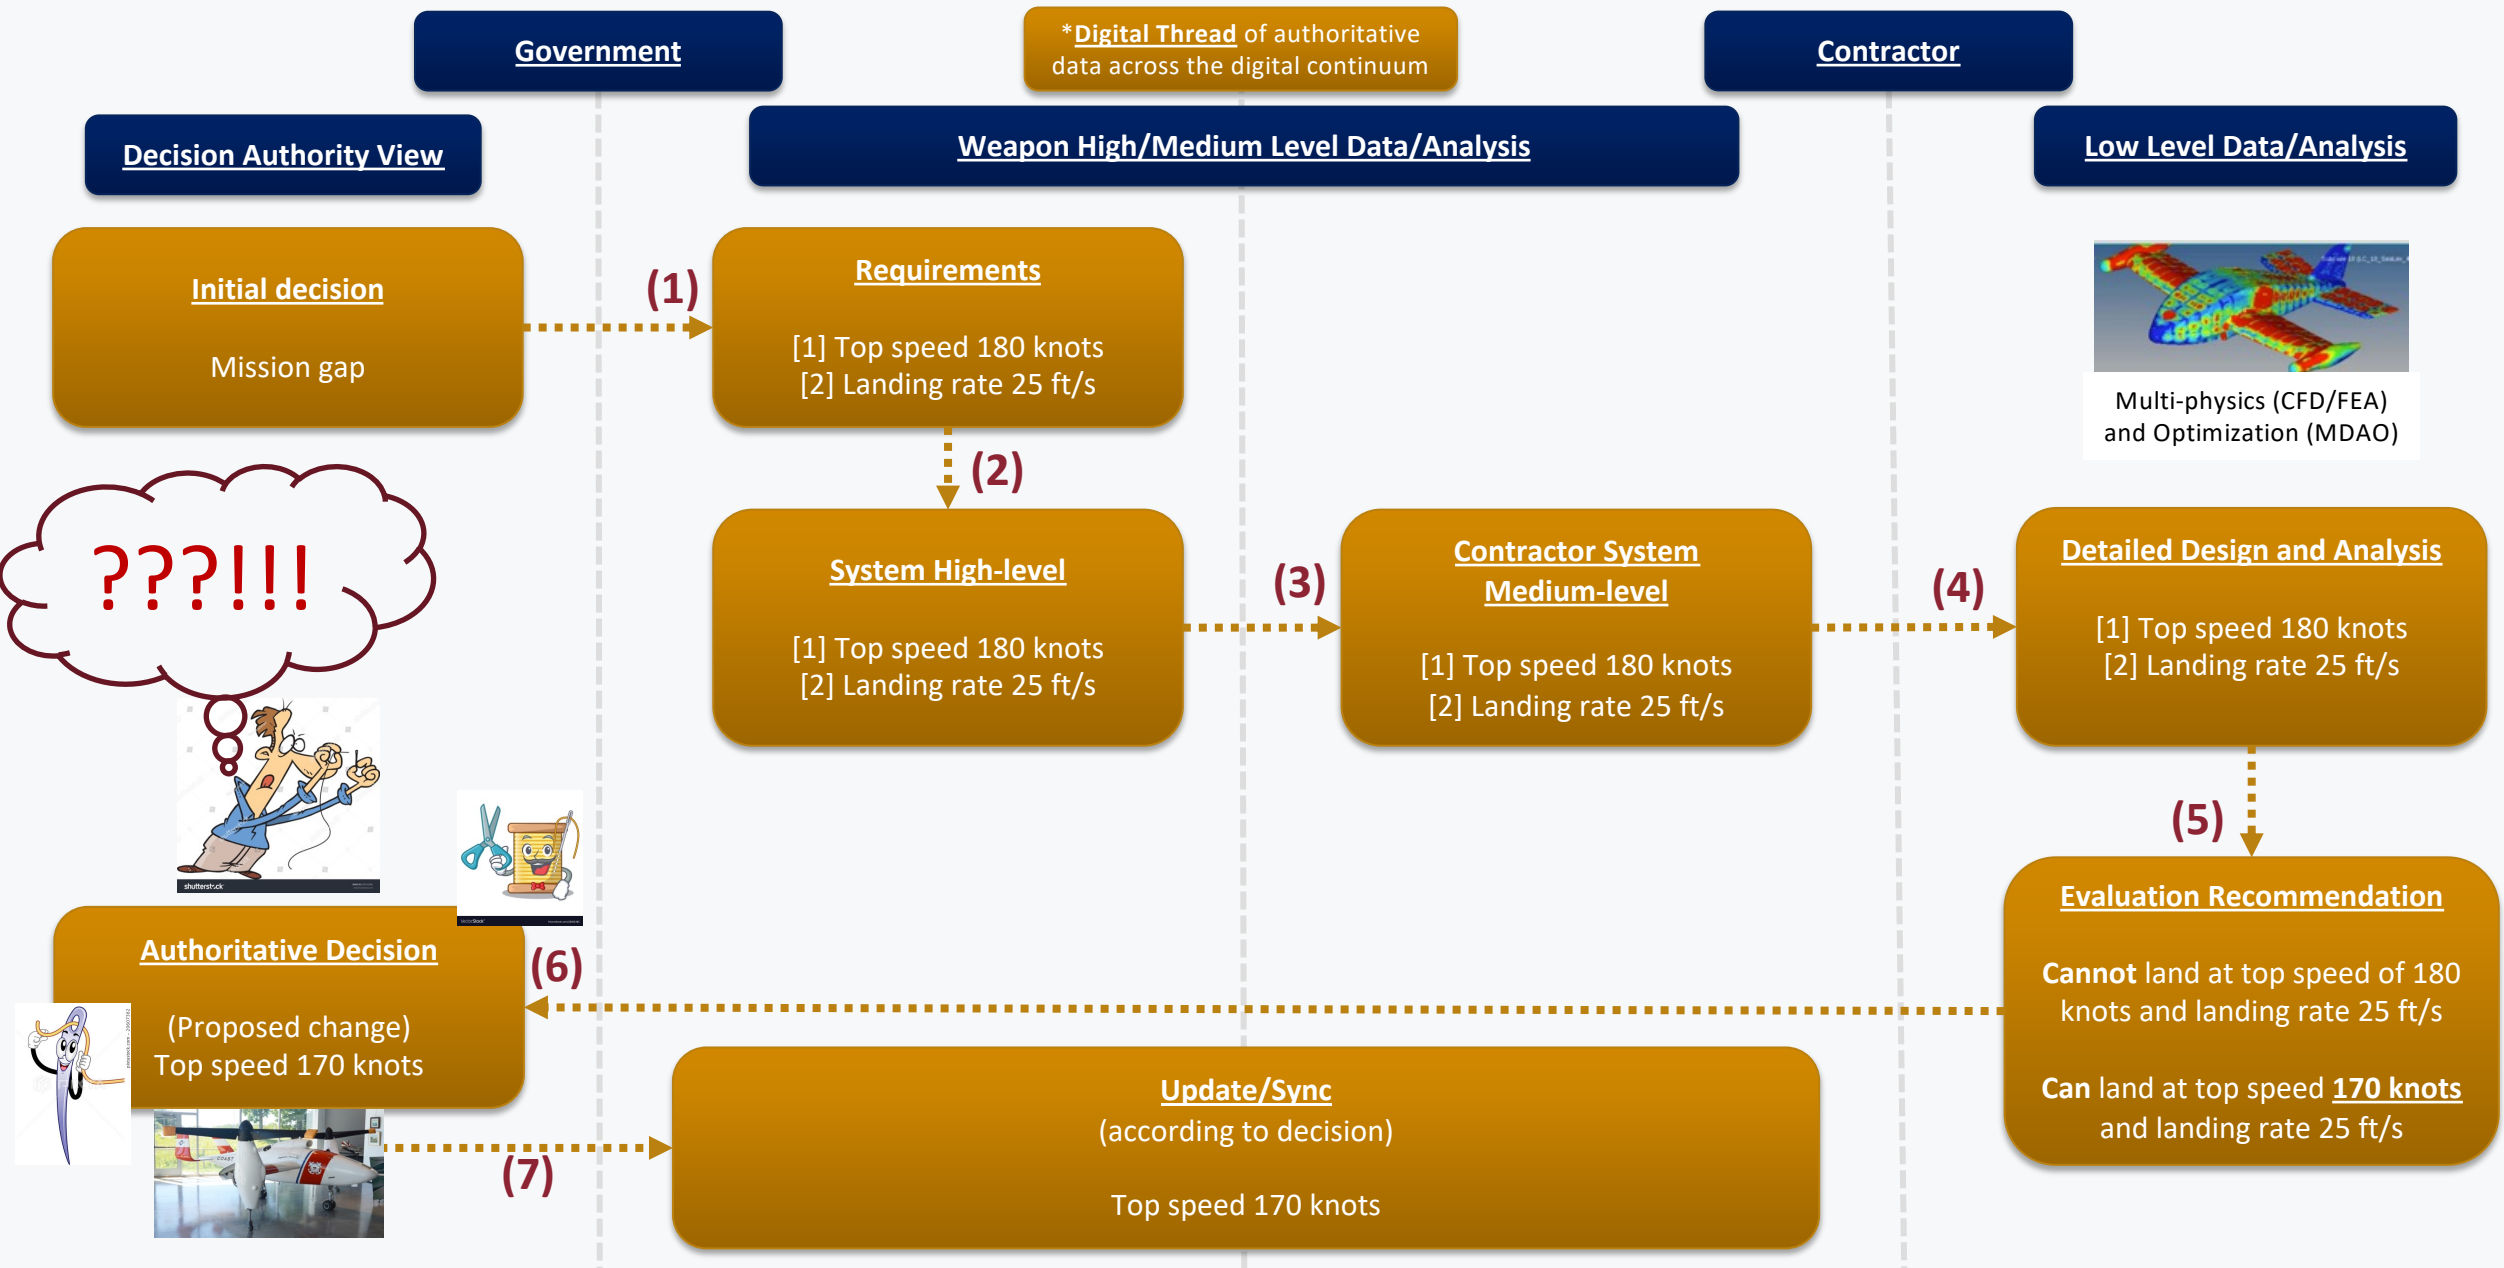 Government
*Digital Thread of authoritative
data across the digital continuum
Contractor
Decision Authority View
Weapon High/Medium Level Data/Analysis
Low Level Data/Analysis
Initial decision
Mission gap
(1)
Requirements
[1] Top speed 180 knots
[2] Landing rate 25 ft/s
Multi-physics (CFD/FEA)
and Optimization (MDAO)
(2)
???!!!
System High-level
[1] Top speed 180 knots
[2] Landing rate 25 ft/s
(3)
Contractor System
Medium-level
[1] Top speed 180 knots
[2] Landing rate 25 ft/s
(4)
Detailed Design and Analysis
[1] Top speed 180 knots
[2] Landing rate 25 ft/s
(5)
shutterstock
VectorStock
Evaluation Recommendation
Cannot land at top speed of 180
knots and landing rate 25 ft/s
Can land at top speed 170 knots
and landing rate 25 ft/s
(6)
Authoritative Decision
(Proposed change)
Top speed 170 knots
(7)
Update/Sync
(according to decision)
Top speed 170 knots